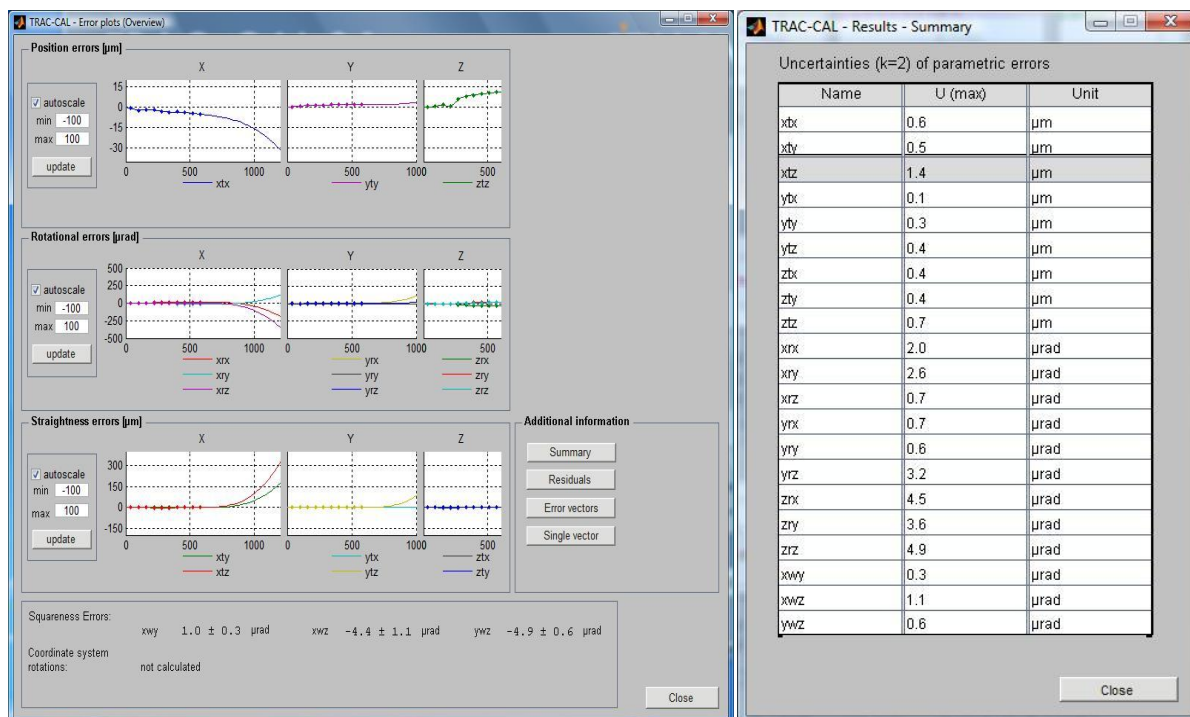 TRAC-CAL - Error plots (Overview)
Position errors [µm]
X Y Z
autoscale
min -100
max 100
update
15
0
-15
-30
0 500 1000 0 500 1000 0 500
xtx yty ztz
Rotational errors [µrad]
X Y Z
autoscale
min -100
max 100
update
500
250
0
-250
-500
0 500 1000 0 500 1000 0 500
xrx yrx zrx
xry yry zry
xrz yrz zrz
Straightness errors [µm]
X Y Z
autoscale
min -100
max 100
update
300
150
0
-150
0 500 1000 0 500 1000 0 500
xty ytx ztx
xtz ytz zty
Additional information
Summary
Residuals
Error vectors
Single vector
Squareness Errors:
xwy 1.0 ± 0.3 µrad xwz -4.4 ± 1.1 µrad ywz -4.9 ± 0.6 µrad
Coordinate system
rotations: not calculated
Close
TRAC-CAL - Results - Summary
Uncertainties (k=2) of parametric errors
Name U (max) Unit
xtx 0.6 µm
xty 0.5 µm
xtz 1.4 µm
ytx 0.1 µm
yty 0.3 µm
ytz 0.4 µm
ztx 0.4 µm
zty 0.4 µm
ztz 0.7 µm
xrx 2.0 µrad
xry 2.6 µrad
xrz 0.7 µrad
yrx 0.7 µrad
yry 0.6 µrad
yrz 3.2 µrad
zrx 4.5 µrad
zry 3.6 µrad
zrz 4.9 µrad
xwy 0.3 µrad
xwz 1.1 µrad
ywz 0.6 µrad
Close